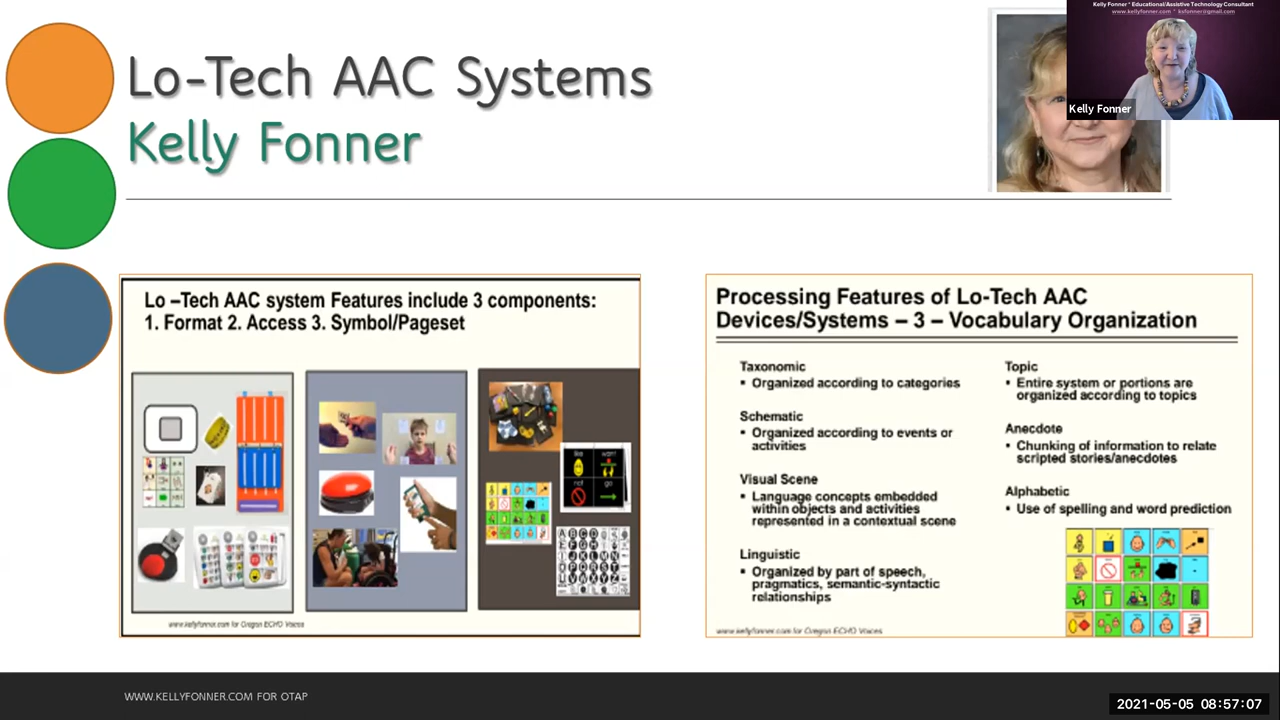 Kelly Fonner * Educational/Assistive Technology Consultant
www.kellyfonner.com * ksfonner@gmail.com
Kelly Fonner
Lo-Tech AAC Systems
Kelly Fonner
Lo –Tech AAC system Features include 3 components:
1. Format 2. Access 3. Symbol/Pageset
want
not
go
www.kellyfonner.com for Oregon ECHO Voices
Processing Features of Lo-Tech AAC
Devices/Systems – 3 – Vocabulary Organization
Taxonomic
▪ Organized according to categories
Schematic
▪ Organized according to events or
activities
Visual Scene
▪ Language concepts embedded
within objects and activities
represented in a contextual scene
Linguistic
▪ Organized by part of speech,
pragmatics, semantic-syntactic
relationships
Topic
▪ Entire system or portions are
organized according to topics
Anecdote
▪ Chunking of information to relate
scripted stories/anecdotes
Alphabetic
▪ Use of spelling and word prediction
www.kellyfonner.com for Oregon ECHO Voices
WWW.KELLYFONNER.COM FOR OTAP
2021-05-05 08:57:07